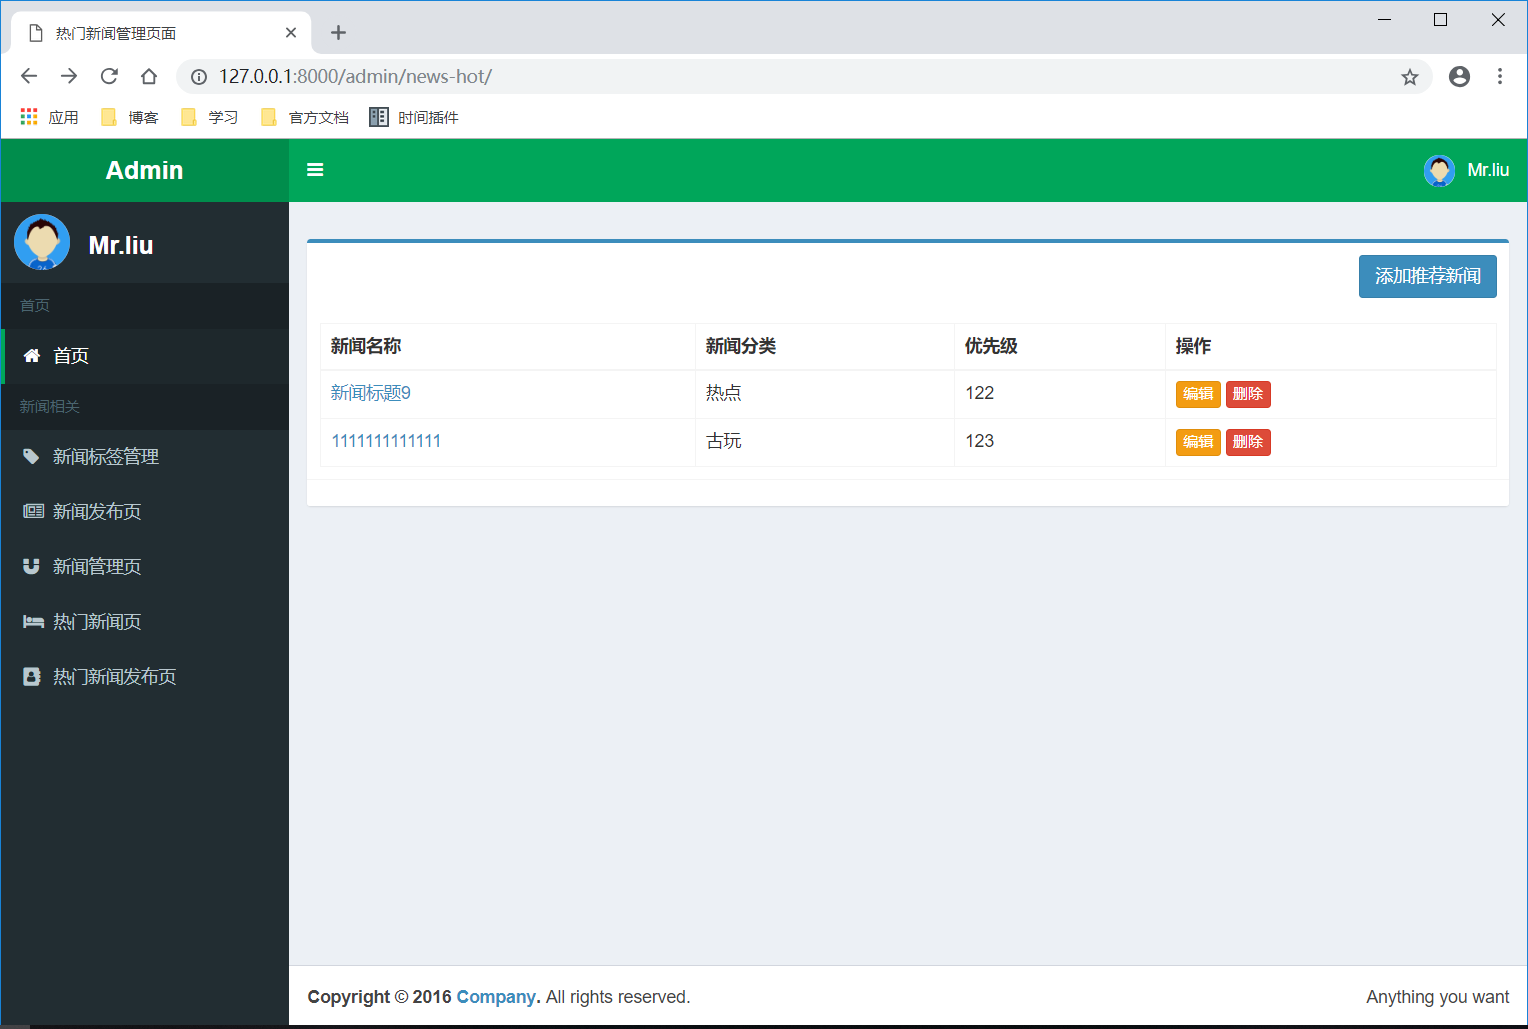 热门新闻管理页面
127.0.0.1:8000/admin/news-hot/
应用 博客 学习 官方文档 时间插件
Admin
Mr.liu
Mr.liu
首页
首页
新闻相关
新闻标签管理
新闻发布页
新闻管理页
热门新闻页
热门新闻发布页
添加推荐新闻
新闻名称 新闻分类 优先级 操作
新闻标题9 热点 122 编辑 删除
1111111111111 古玩 123 编辑 删除
Copyright © 2016 Company. All rights reserved.
Anything you want